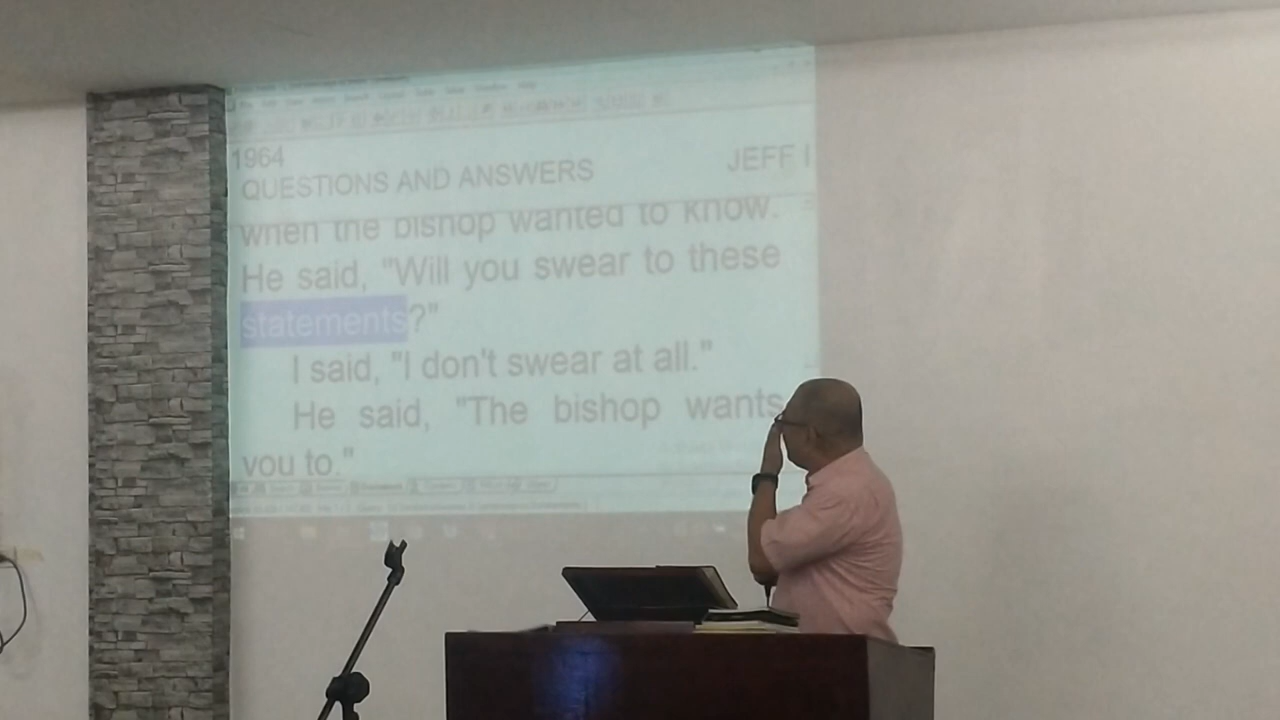 1964
QUESTIONS AND ANSWERS JEFF
when the bishop wanted to know.
He said, "Will you swear to these
statements?"
I said, "I don't swear at all."
He said, "The bishop wants
you to."